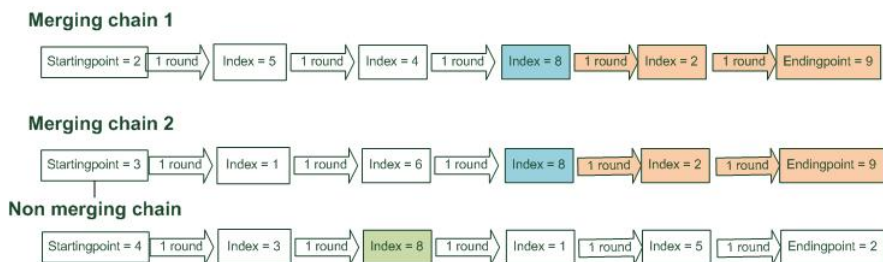 Merging chain 1
Startingpoint = 2 1 round Index = 5 1 round Index = 4 1 round Index = 8 1 round Index = 2 1 round Endingpoint = 9
Merging chain 2
Startingpoint = 3 1 round Index = 1 1 round Index = 6 1 round Index = 8 1 round Index = 2 1 round Endingpoint = 9
Non merging chain
Startingpoint = 4 1 round Index = 3 1 round Index = 8 1 round Index = 1 1 round Index = 5 1 round Endingpoint = 2